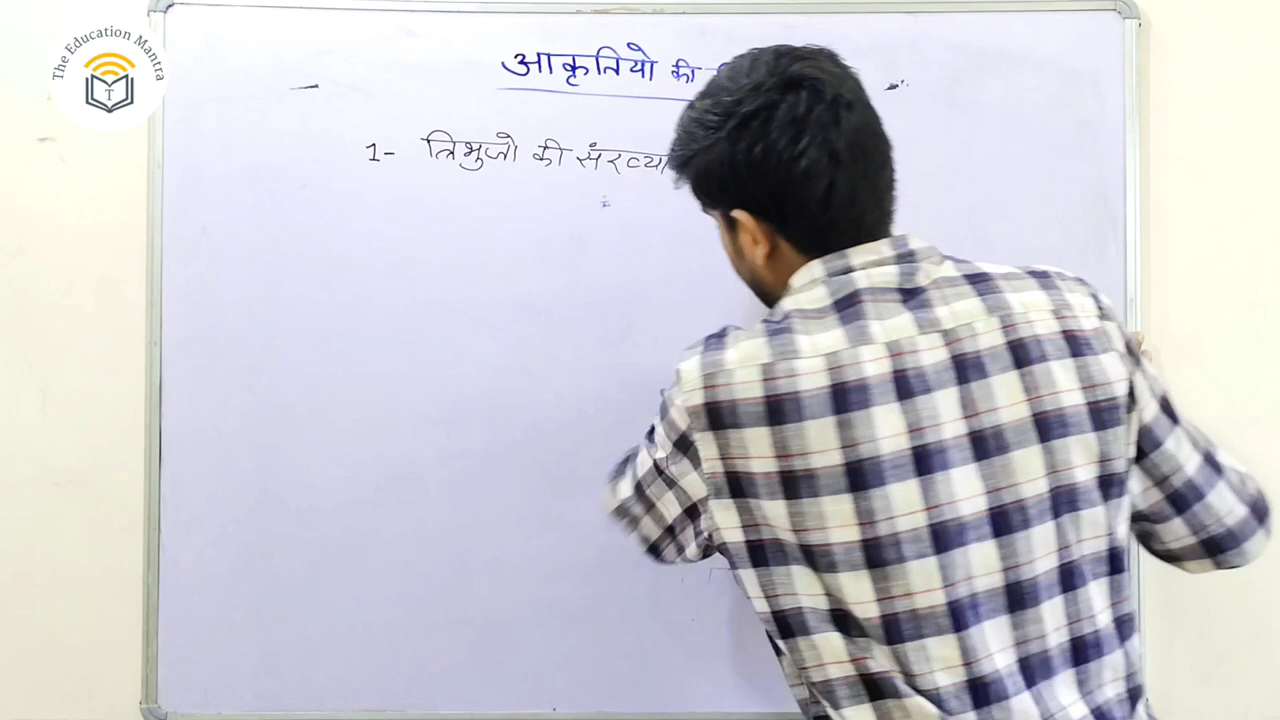 The Education Mantra
T
आकृतियो की
1- त्रिभुजो की संख्या